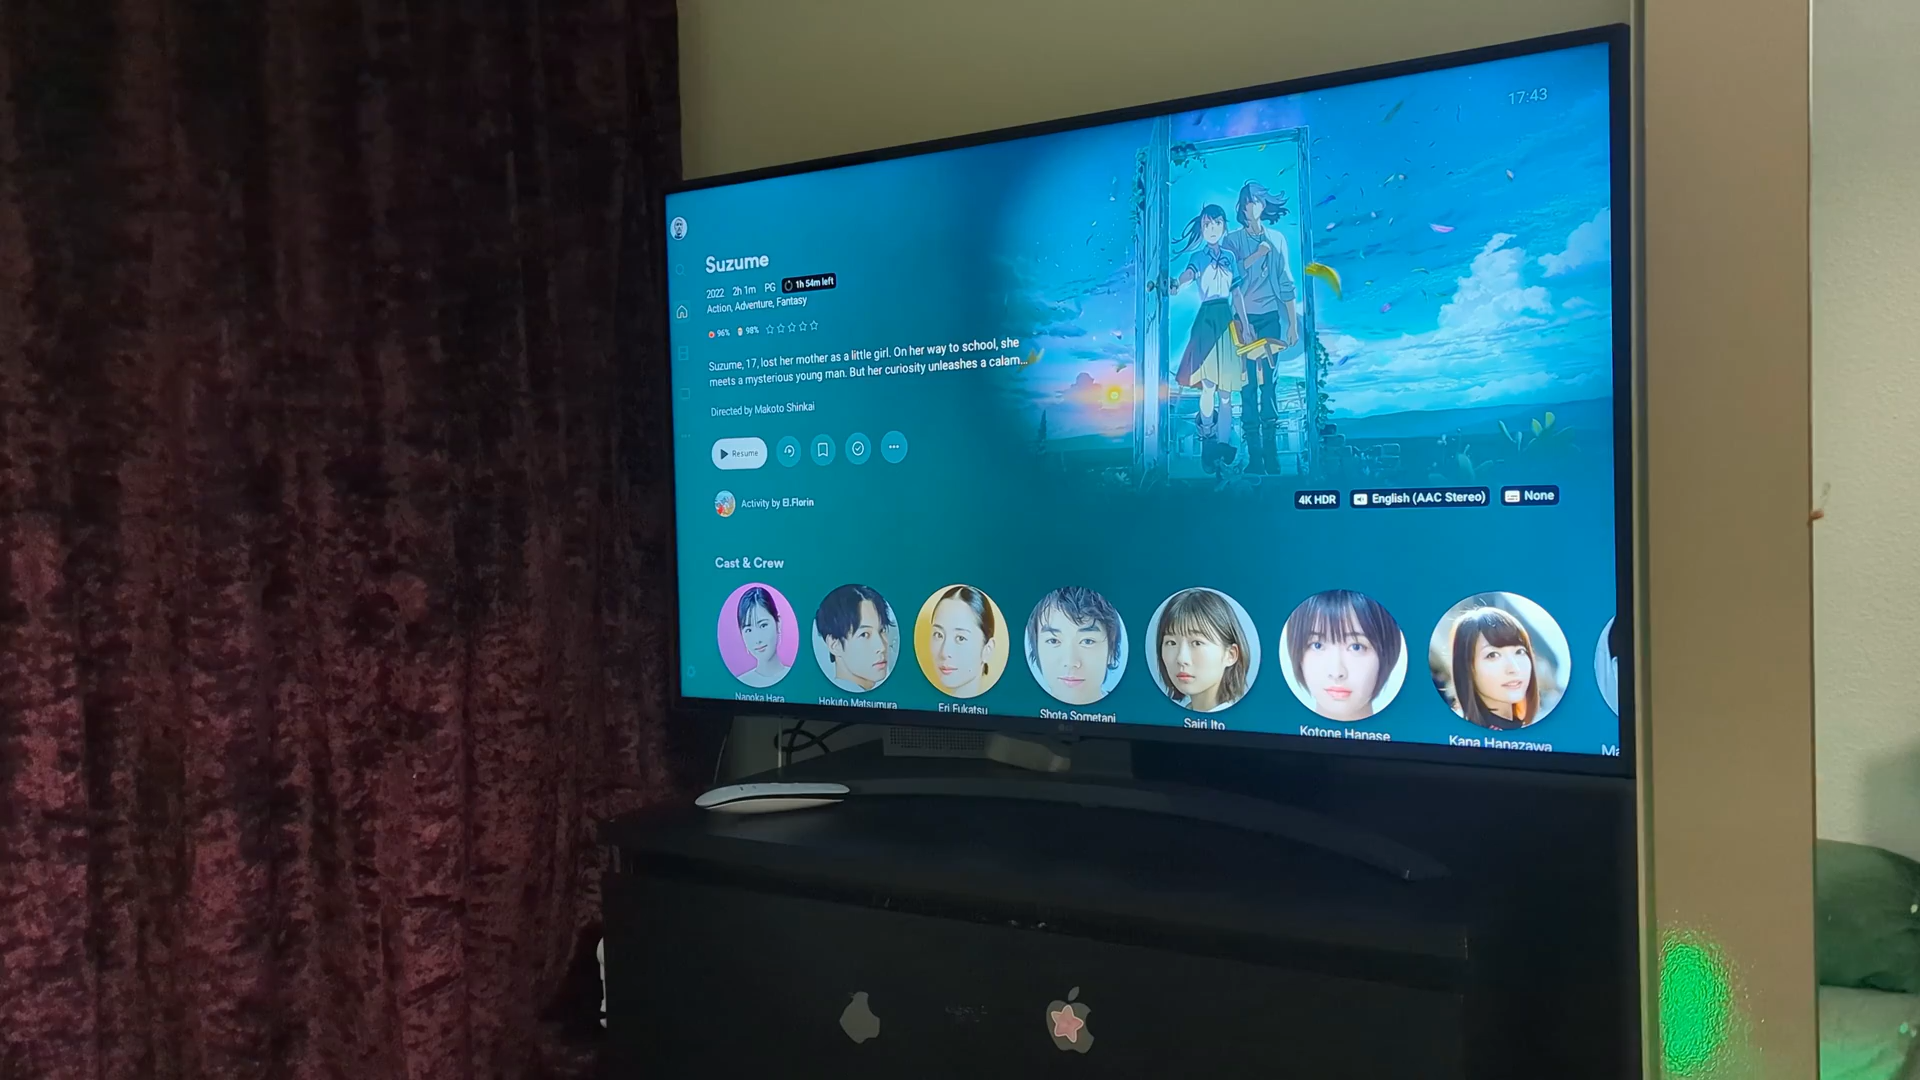 17:43
Suzume
2022 2h 1m PG 1h 54m left
Action, Adventure, Fantasy
96% 98%
Suzume, 17, lost her mother as a little girl. On her way to school, she
meets a mysterious young man. But her curiosity unleashes a calam...
Directed by Makoto Shinkai
Resume
Activity by El.Florin
4K HDR English (AAC Stereo) None
Cast & Crew
Nanoka Hara
Hokuto Matsumura
Eri Fukatsu
Shota Sometani
Sairi Ito
Kotone Hanase
Kana Hanazawa
Ma